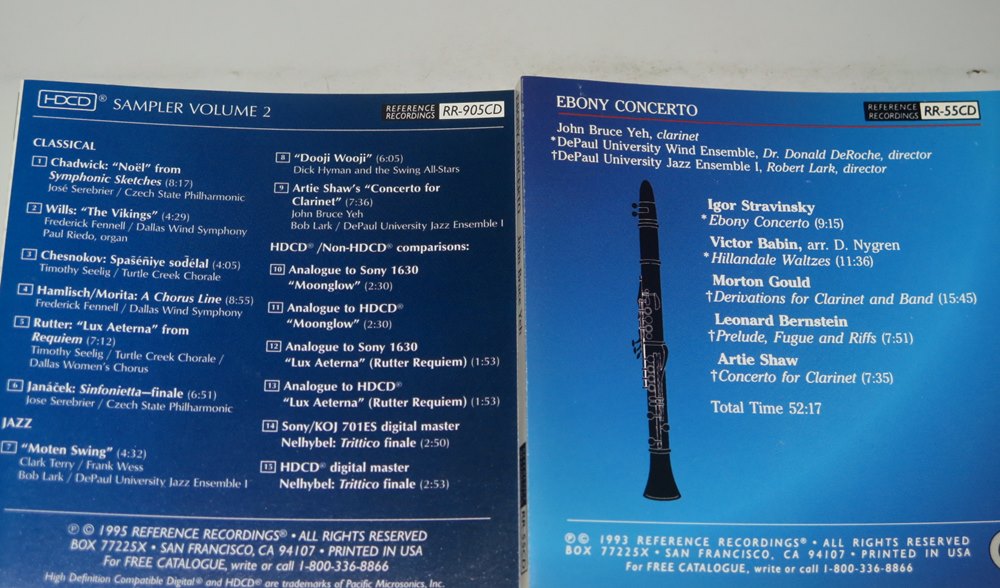 HDCD® SAMPLER VOLUME 2
REFERENCE RECORDINGS RR-905CD
CLASSICAL
1 Chadwick: "Noël" from
Symphonic Sketches (8:17)
José Serebrier / Czech State Philharmonic
2 Wills: "The Vikings" (4:29)
Frederick Fennell / Dallas Wind Symphony
Paul Riedo, organ
3 Chesnokov: Spaséñiye sodelal (4:05)
Timothy Seelig / Turtle Creek Chorale
4 Hamlisch/Morita: A Chorus Line (8:55)
Frederick Fennell / Dallas Wind Symphony
5 Rutter: "Lux Aeterna" from
Requiem (7:12)
Timothy Seelig / Turtle Creek Chorale /
Dallas Women's Chorus
6 Janáček: Sinfonietta—finale (6:51)
Jose Serebrier / Czech State Philharmonic
JAZZ
7 "Moten Swing" (4:32)
Clark Terry / Frank Wess
Bob Lark / DePaul University Jazz Ensemble I
8 "Dooji Wooji" (6:05)
Dick Hyman and the Swing All-Stars
9 Artie Shaw's "Concerto for
Clarinet" (7:36)
John Bruce Yeh
Bob Lark / DePaul University Jazz Ensemble I
HDCD® /Non-HDCD® comparisons:
10 Analogue to Sony 1630
"Moonglow" (2:30)
11 Analogue to HDCD®
"Moonglow" (2:30)
12 Analogue to Sony 1630
"Lux Aeterna" (Rutter Requiem) (1:53)
13 Analogue to HDCD®
"Lux Aeterna" (Rutter Requiem) (1:53)
14 Sony/KOJ 701ES digital master
Nelhybel: Trittico finale (2:50)
15 HDCD® digital master
Nelhybel: Trittico finale (2:53)
℗ © 1995 REFERENCE RECORDINGS® • ALL RIGHTS RESERVED
BOX 77225X • SAN FRANCISCO, CA 94107 • PRINTED IN USA
For FREE CATALOGUE, write or call 1-800-336-8866
High Definition Compatible Digital® and HDCD® are trademarks of Pacific Microsonics, Inc.
EBONY CONCERTO
REFERENCE RECORDINGS RR-55CD
John Bruce Yeh, clarinet
*DePaul University Wind Ensemble, Dr. Donald DeRoche, director
†DePaul University Jazz Ensemble I, Robert Lark, director
Igor Stravinsky
*Ebony Concerto (9:15)
Victor Babin, arr. D. Nygren
*Hillandale Waltzes (11:36)
Morton Gould
†Derivations for Clarinet and Band (15:45)
Leonard Bernstein
†Prelude, Fugue and Riffs (7:51)
Artie Shaw
†Concerto for Clarinet (7:35)
Total Time 52:17
℗ © 1993 REFERENCE RECORDINGS® • ALL RIGHTS RESERVED
BOX 77225X • SAN FRANCISCO, CA 94107 • PRINTED IN USA
For FREE CATALOGUE, write or call 1-800-336-8866